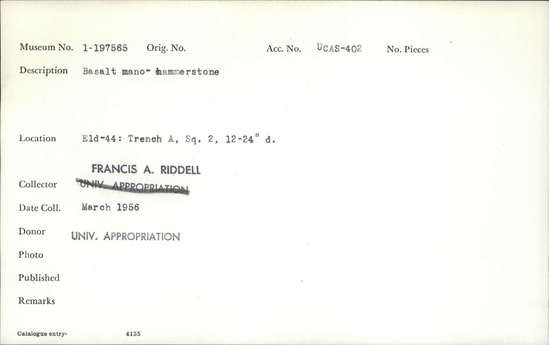 Museum No. 1-197565 Orig. No. Acc. No. UCAS-402 No. Pieces
Description Basalt mano- hammerstone
Location Eld-44: Trench A, Sq. 2, 12-24" d.
FRANCIS A. RIDDELL
Collector UNIV. APPROPRIATION
Date Coll. March 1956
Donor UNIV. APPROPRIATION
Photo
Published
Remarks
Catalogue entry- 4135